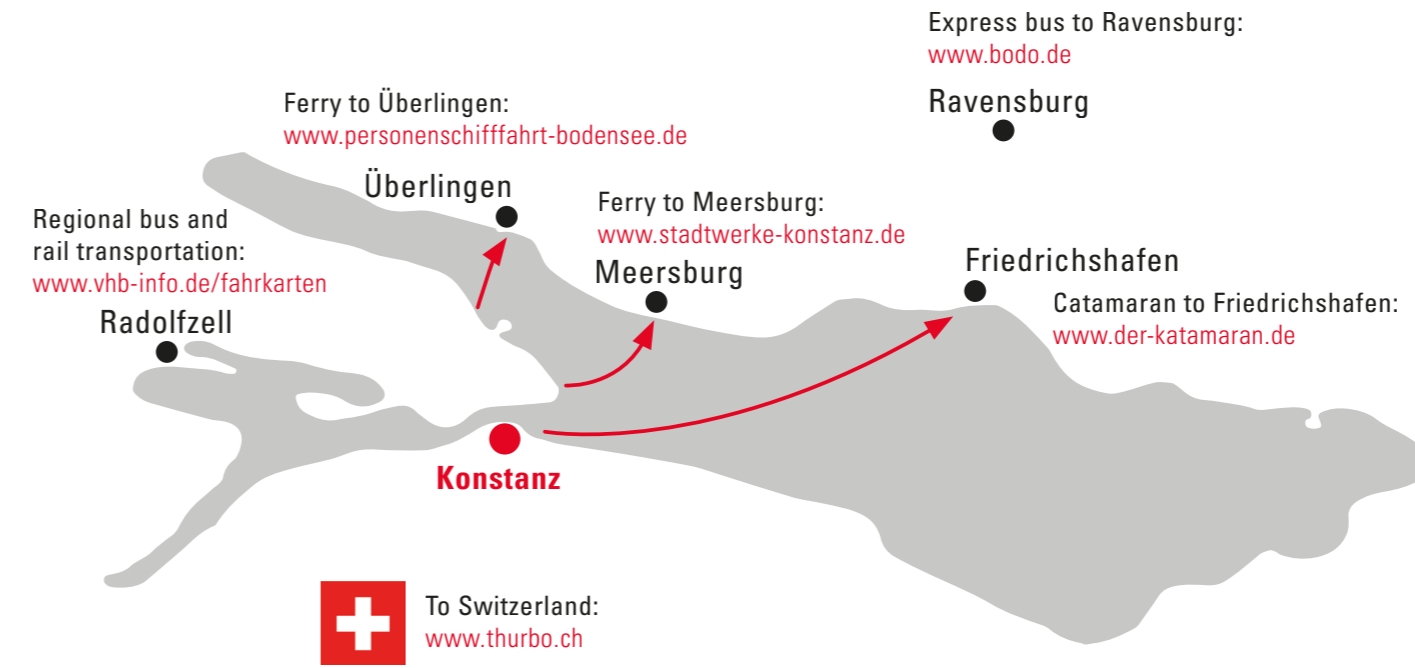 Express bus to Ravensburg:
www.bodo.de
Ravensburg
Ferry to Überlingen:
www.personenschifffahrt-bodensee.de
Überlingen
Ferry to Meersburg:
www.stadtwerke-konstanz.de
Meersburg
Regional bus and
rail transportation:
www.vhb-info.de/fahrkarten
Radolfzell
Friedrichshafen
Catamaran to Friedrichshafen:
www.der-katamaran.de
Konstanz
To Switzerland:
www.thurbo.ch